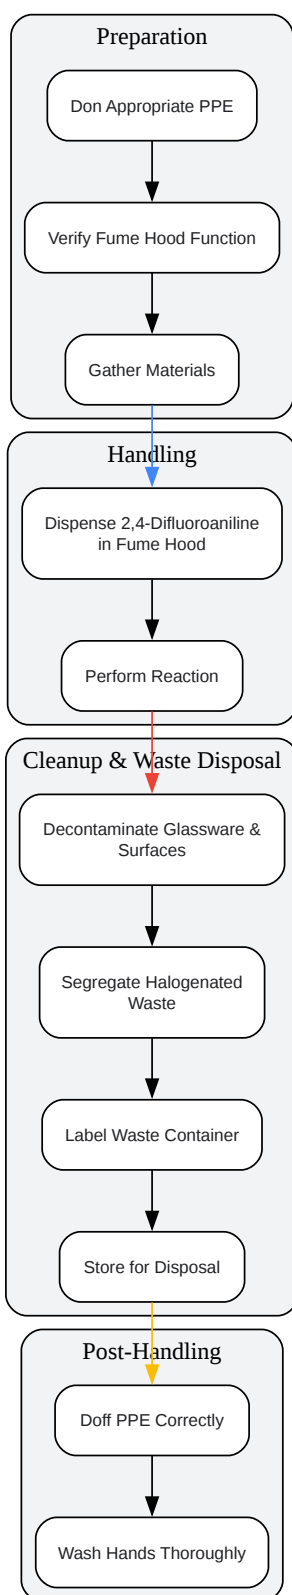 Preparation
Don Appropriate PPE
Verify Fume Hood Function
Gather Materials
Handling
Dispense 2,4-Difluoroaniline
in Fume Hood
Perform Reaction
Cleanup & Waste Disposal
Decontaminate Glassware &
Surfaces
Segregate Halogenated
Waste
Label Waste Container
Store for Disposal
Post-Handling
Doff PPE Correctly
Wash Hands Thoroughly